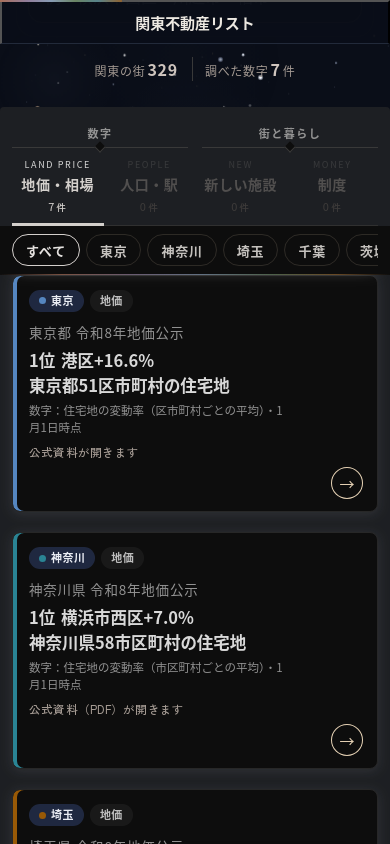 関東不動産リスト
関東の街 329 調べた数字 7 件
数字 街と暮らし
LAND PRICE PEOPLE NEW MONEY
地価・相場 人口・駅 新しい施設 制度
7件 0件 0件 0件
すべて 東京 神奈川 埼玉 千葉
東京 地価
東京都 令和8年地価公示
1位 港区+16.6%
東京都51区市町村の住宅地
数字：住宅地の変動率（区市町村ごとの平均）・1
月1日時点
公式資料が開きます
→
神奈川 地価
神奈川県 令和8年地価公示
1位 横浜市西区+7.0%
神奈川県58市区町村の住宅地
数字：住宅地の変動率（市区町村ごとの平均）・1
月1日時点
公式資料（PDF）が開きます
→
埼玉 地価